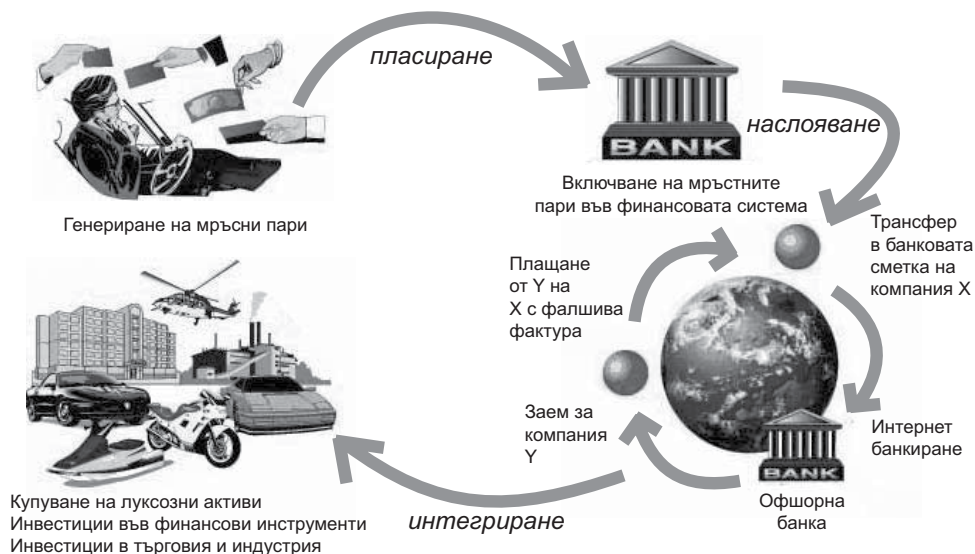 пласиране
BANK
наслояване
Генериране на мръсни пари
Включване на мръстните
пари във финансовата система
Трансфер
в банковата
сметка на
компания X
Плащане
от Y на
X с фалшива
фактура
Заем за
компания
Y
Интернет
банкиране
BANK
Офшорна
банка
интегриране
Купуване на луксозни активи
Инвестиции във финансови инструменти
Инвестиции в търговия и индустрия